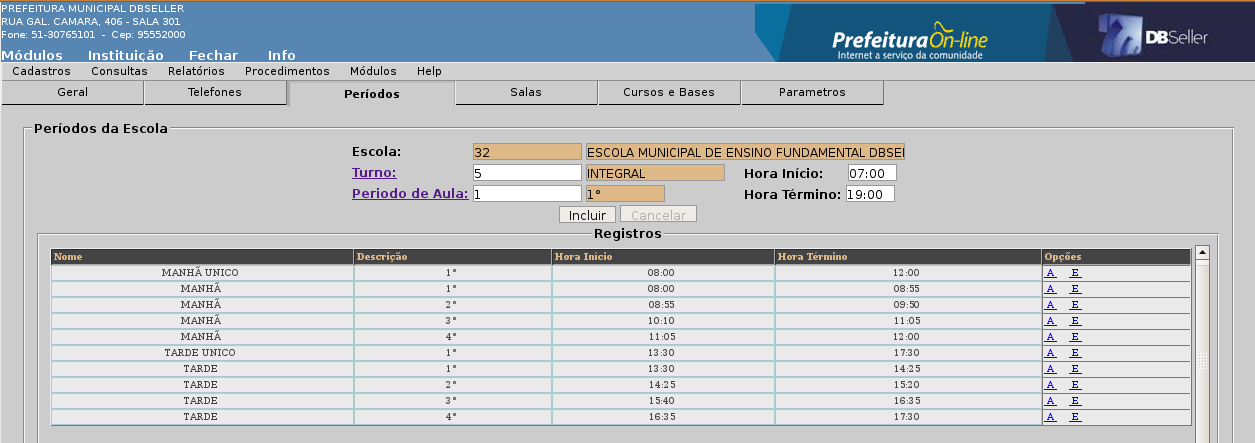 PREFEITURA MUNICIPAL DBSELLER
RUA GAL. CAMARA, 406 - SALA 301
Fone: 51-30765101 - Cep: 95552000
Prefeitura On-line
Internet a serviço da comunidade
DBSeller
Módulos Instituição Fechar Info
Cadastros Consultas Relatórios Procedimentos Módulos Help
Geral Telefones Períodos Salas Cursos e Bases Parametros
Períodos da Escola
Escola: 32 ESCOLA MUNICIPAL DE ENSINO FUNDAMENTAL DBSEI
Turno: 5 INTEGRAL Hora Início: 07:00
Periodo de Aula: 1 1° Hora Término: 19:00
Incluir Cancelar
Registros
Nome Descrição Hora Inicio Hora Término Opções
MANHÃ UNICO 1° 08:00 12:00 A E
MANHÃ 1° 08:00 08:55 A E
MANHÃ 2° 08:55 09:50 A E
MANHÃ 3° 10:10 11:05 A E
MANHÃ 4° 11:05 12:00 A E
TARDE UNICO 1° 13:30 17:30 A E
TARDE 1° 13:30 14:25 A E
TARDE 2° 14:25 15:20 A E
TARDE 3° 15:40 16:35 A E
TARDE 4° 16:35 17:30 A E